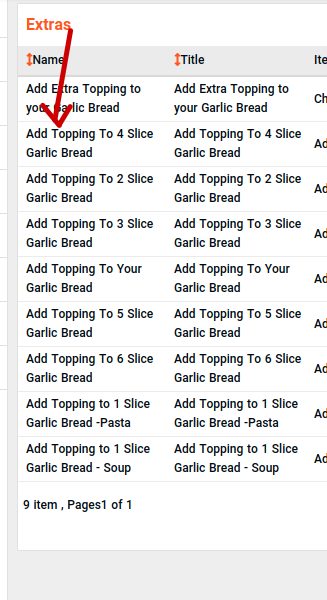 Extras
Name Title Ite
Add Extra Topping to Add Extra Topping to
your Garlic Bread your Garlic Bread Ch
Add Topping To 4 Slice Add Topping To 4 Slice
Garlic Bread Garlic Bread Ad
Add Topping To 2 Slice Add Topping To 2 Slice
Garlic Bread Garlic Bread Ad
Add Topping To 3 Slice Add Topping To 3 Slice
Garlic Bread Garlic Bread Ad
Add Topping To Your Add Topping To Your
Garlic Bread Garlic Bread Ad
Add Topping To 5 Slice Add Topping To 5 Slice
Garlic Bread Garlic Bread Ad
Add Topping To 6 Slice Add Topping To 6 Slice
Garlic Bread Garlic Bread Ad
Add Topping to 1 Slice Add Topping to 1 Slice
Garlic Bread -Pasta Garlic Bread -Pasta Ad
Add Topping to 1 Slice Add Topping to 1 Slice
Garlic Bread - Soup Garlic Bread - Soup Ad
9 item , Pages1 of 1